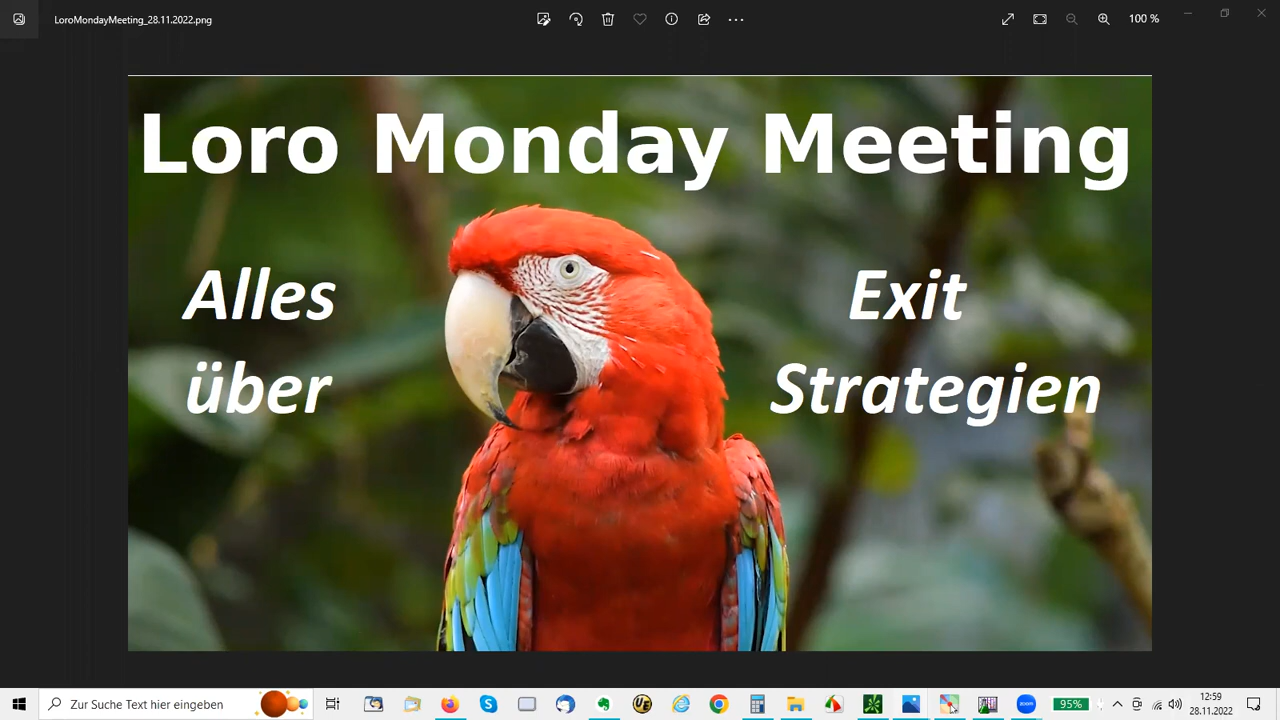 LoroMondayMeeting_28.11.2022.png
100 %
Loro Monday Meeting
Alles
über
Exit
Strategien
Zur Suche Text hier eingeben
zoom
95%
12:59
28.11.2022